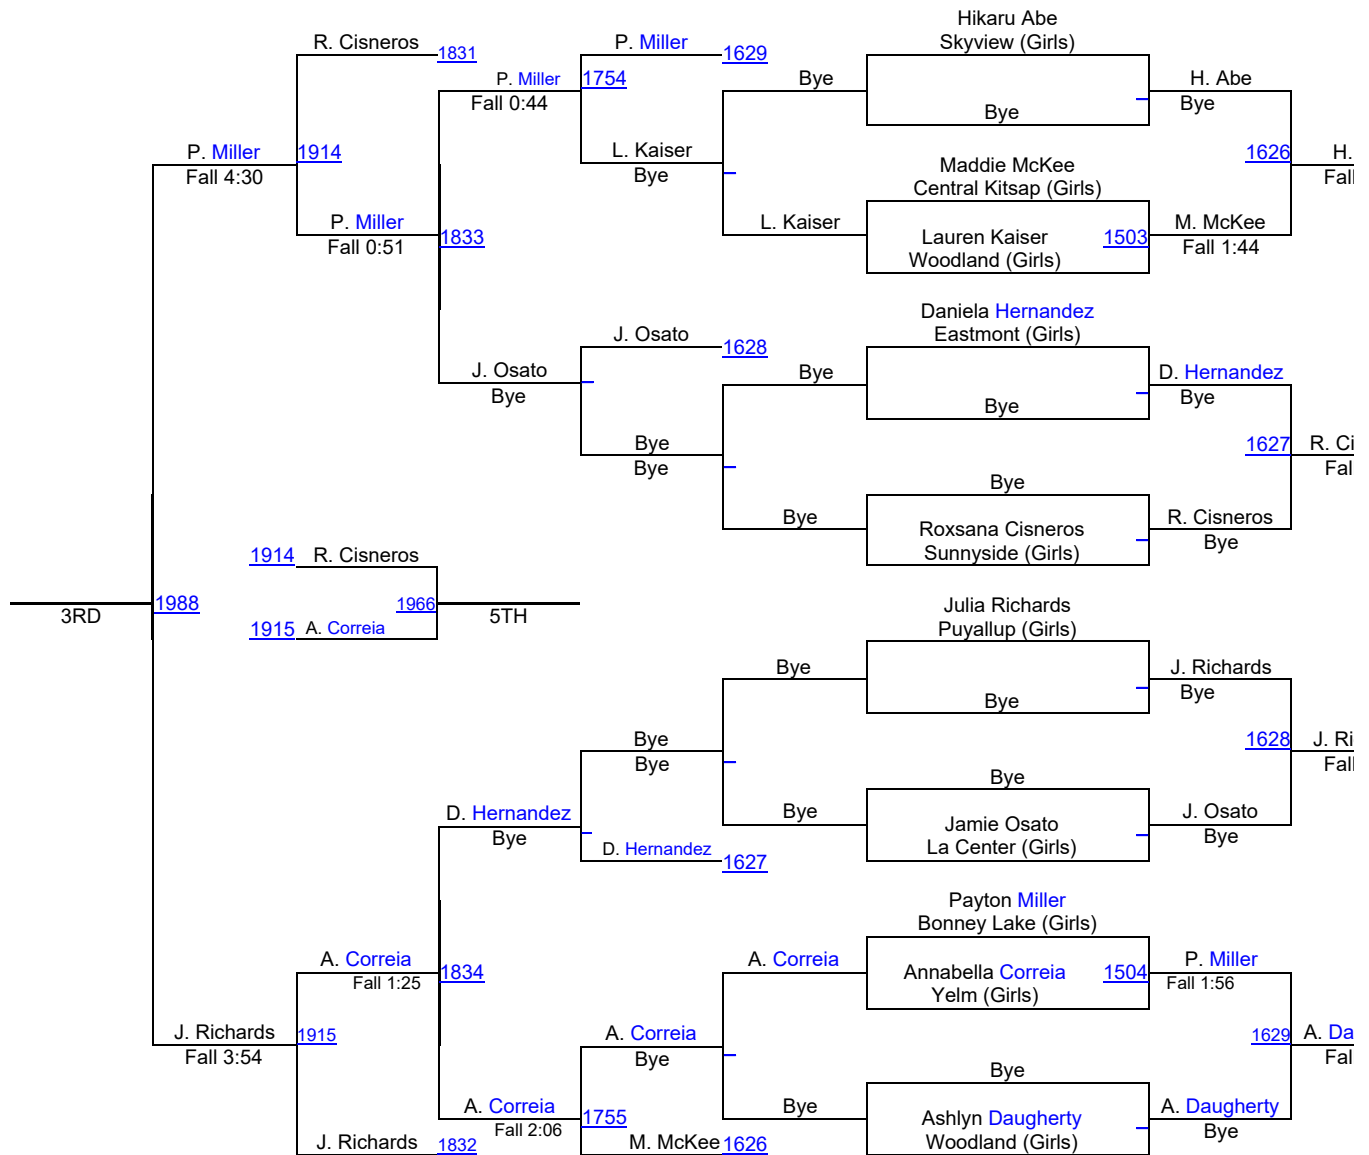 Hikaru Abe
R. Cisneros
P. Miller
Skyview (Girls)
1831
1629
P. Miller
1754
Bye
H. Abe
Fall 0:44
Bye
Bye
P. Miller
1914
L. Kaiser
1626
H.
Fall 4:30
Bye
Maddie McKee
Fall
Central Kitsap (Girls)
P. Miller
L. Kaiser
M. McKee
Fall 0:51
1833
Lauren Kaiser
1503
Fall 1:44
Woodland (Girls)
Daniela Hernandez
J. Osato
Eastmont (Girls)
1628
J. Osato
Bye
D. Hernandez
Bye
Bye
Bye
Bye
1627
R. Ci
Bye
Fal
Bye
Bye
R. Cisneros
Roxsana Cisneros
Bye
Sunnyside (Girls)
1914
R. Cisneros
3RD
1988
1966
5TH
Julia Richards
1915
A. Correia
Puyallup (Girls)
Bye
J. Richards
Bye
Bye
Bye
1628
J. Ri
Bye
Fall
Bye
D. Hernandez
Bye
J. Osato
Bye
Jamie Osato
Bye
D. Hernandez
1627
La Center (Girls)
Payton Miller
Bonney Lake (Girls)
A. Correia
A. Correia
P. Miller
Fall 1:25
1834
Annabella Correia
1504
Fall 1:56
Yelm (Girls)
J. Richards
1915
A. Correia
1629
A. Da
Fall 3:54
Bye
Fal
Bye
A. Correia
1755
Bye
Ashlyn Daugherty
A. Daugherty
Fall 2:06
Bye
J. Richards
1832
M. McKee
1626
Woodland (Girls)